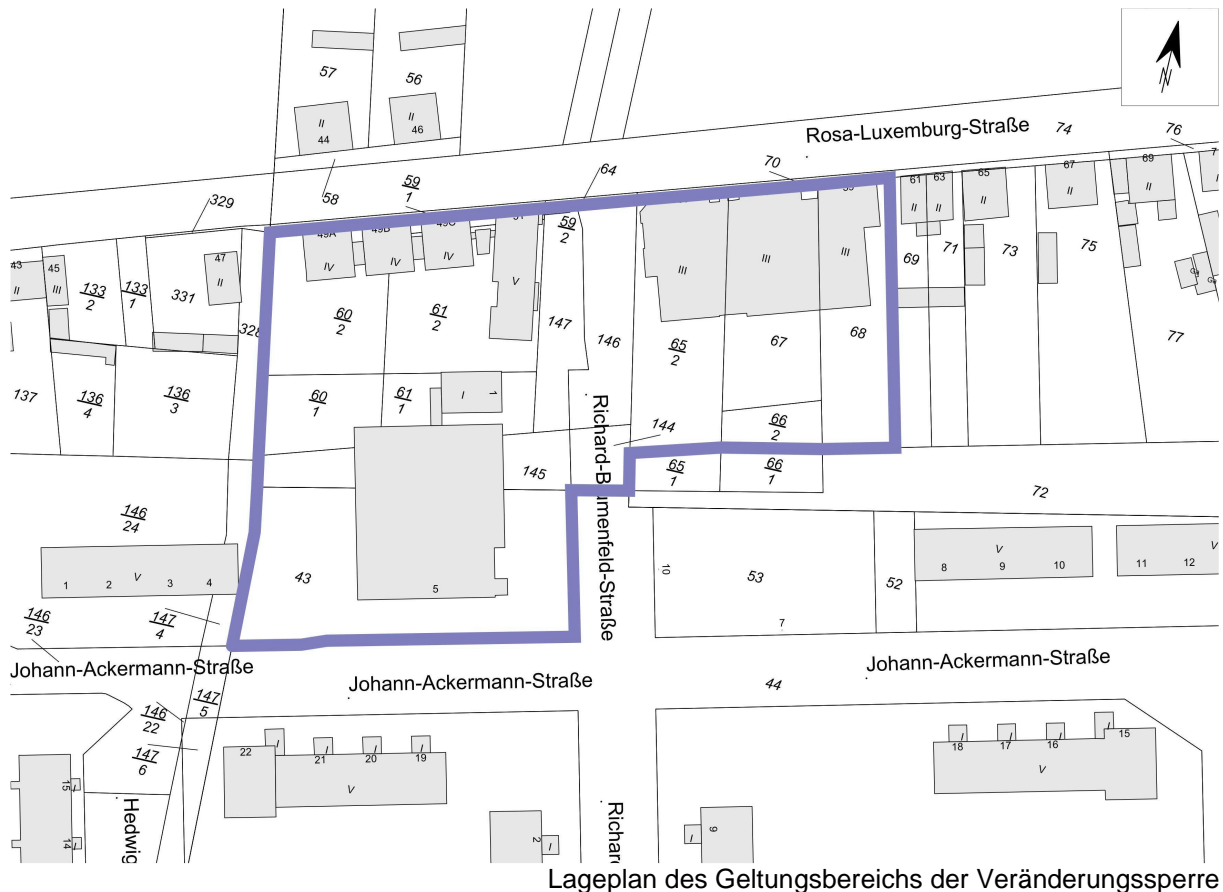 57
56
II
44
II
46
N
Rosa-Luxemburg-Straße
74
76
329
58
59
1
64
70
43
II
45
III
133
2
133
1
331
47
II
328
49A
IV
49B
IV
49C
IV
V
59
2
III
III
III
61
II
63
II
65
II
67
II
69
II
69
71
73
75
77
Ga
Ga
60
2
61
2
147
146
65
2
67
68
137
136
4
136
3
60
1
61
1
I
1
144
66
2
65
1
66
1
145
72
Richard-Blumenfeld-Straße
146
24
1
2
V
3
4
43
5
10
53
7
52
V
8
9
10
V
11
12
146
23
147
4
Johann-Ackermann-Straße
Johann-Ackermann-Straße
Johann-Ackermann-Straße
44
147
5
146
22
147
6
22
I
21
I
20
I
19
I
V
18
I
17
I
16
I
15
I
V
15
I
14
I
Hedwig
2
I
Richar
I
9
Lageplan des Geltungsbereichs der Veränderungssperre